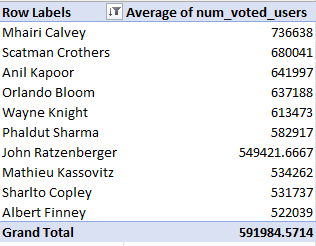 Row Labels Average of num_voted_users
Mhairi Calvey 736638
Scatman Crothers 680041
Anil Kapoor 641997
Orlando Bloom 637188
Wayne Knight 613473
Phaldut Sharma 582917
John Ratzenberger 549421.6667
Mathieu Kassovitz 534262
Sharlto Copley 531737
Albert Finney 522039
Grand Total 591984.5714